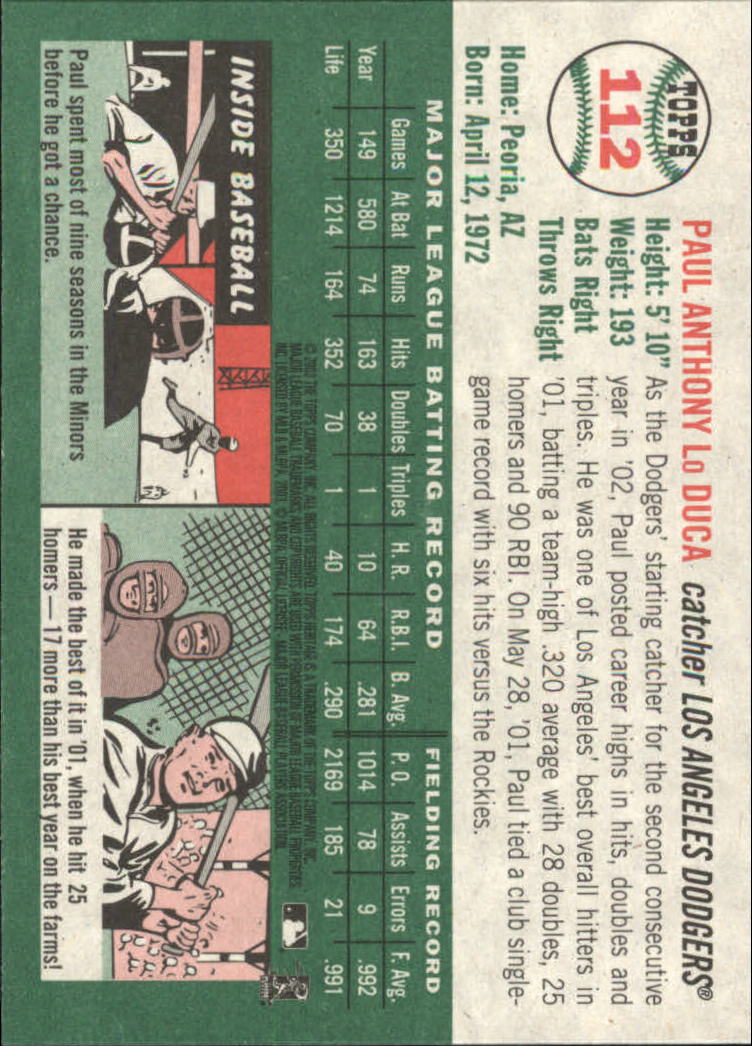 TOPPS
112
PAUL ANTHONY Lo DUCA catcher LOS ANGELES DODGERS®
Height: 5' 10"
Weight: 193
Bats Right
Throws Right
Home: Peoria, AZ
Born: April 12, 1972
As the Dodgers' starting catcher for the second consecutive
year in '02, Paul posted career highs in hits, doubles and
triples. He was one of Los Angeles' best overall hitters in
'01, batting a team-high .320 average with 28 doubles, 25
homers and 90 RBI. On May 28, '01, Paul tied a club single-
game record with six hits versus the Rockies.
MAJOR LEAGUE BATTING RECORD FIELDING RECORD
Year Games At Bat Runs Hits Doubles Triples H. R. R.B.I. B. Avg. P. O. Assists Errors F. Avg.
149 580 74 163 38 1 10 64 .281 1014 78 9 .992
Life 350 1214 164 352 70 1 40 174 .290 2169 185 21 .991
INSIDE BASEBALL
Paul spent most of nine seasons in the Minors
before he got a chance.
He made the best of it in '01, when he hit 25
homers — 17 more than his best year on the farms!